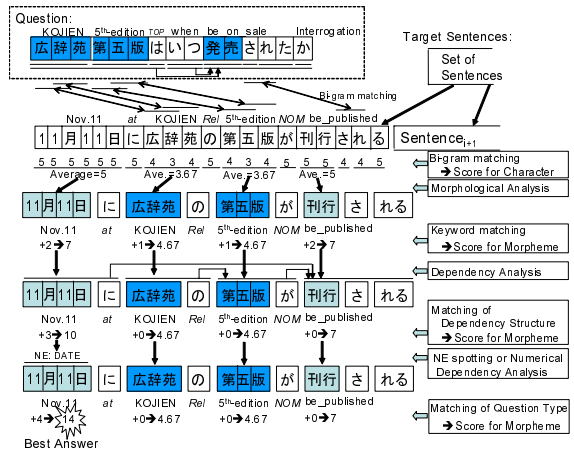 Question:
KOJIEN 5th-edition TOP when be on sale Interrogation
広辞苑第五版はいつ発売されたか
Target Sentences:
Set of
Sentences
Bi-gram matching
Nov.11 at KOJIEN Rel 5th-edition NOM be_published
11月11日に広辞苑の第五版が刊行される
Sentence i+1
5 5 5 5 5 5 5 4 3 4 5 4 3 4 5 5 5 4 5
Average=5 Ave.=3.67 Ave.=3.67 Ave.=5
Bi-gram matching
➔ Score for Character
Morphological Analysis
11月11日 に 広辞苑 の 第五版 が 刊行 さ れる
Nov.11 at KOJIEN Rel 5th-edition NOM be_published
+2➔7 +1➔4.67 +1➔4.67 +2➔7
Keyword matching
➔ Score for Morpheme
Dependency Analysis
11月11日 に 広辞苑 の 第五版 が 刊行 さ れる
Nov.11 at KOJIEN Rel 5th-edition NOM be_published
+3➔10 +0➔4.67 +0➔4.67 +0➔7
Matching of
Dependency Structure
➔ Score for Morpheme
NE: DATE
NE spotting or Numerical
Dependency Analysis
11月11日 に 広辞苑 の 第五版 が 刊行 さ れる
Nov.11 at KOJIEN Rel 5th-edition NOM be_published
+4➔14 +0➔4.67 +0➔4.67 +0➔7
Matching of Question Type
➔ Score for Morpheme
Best Answer